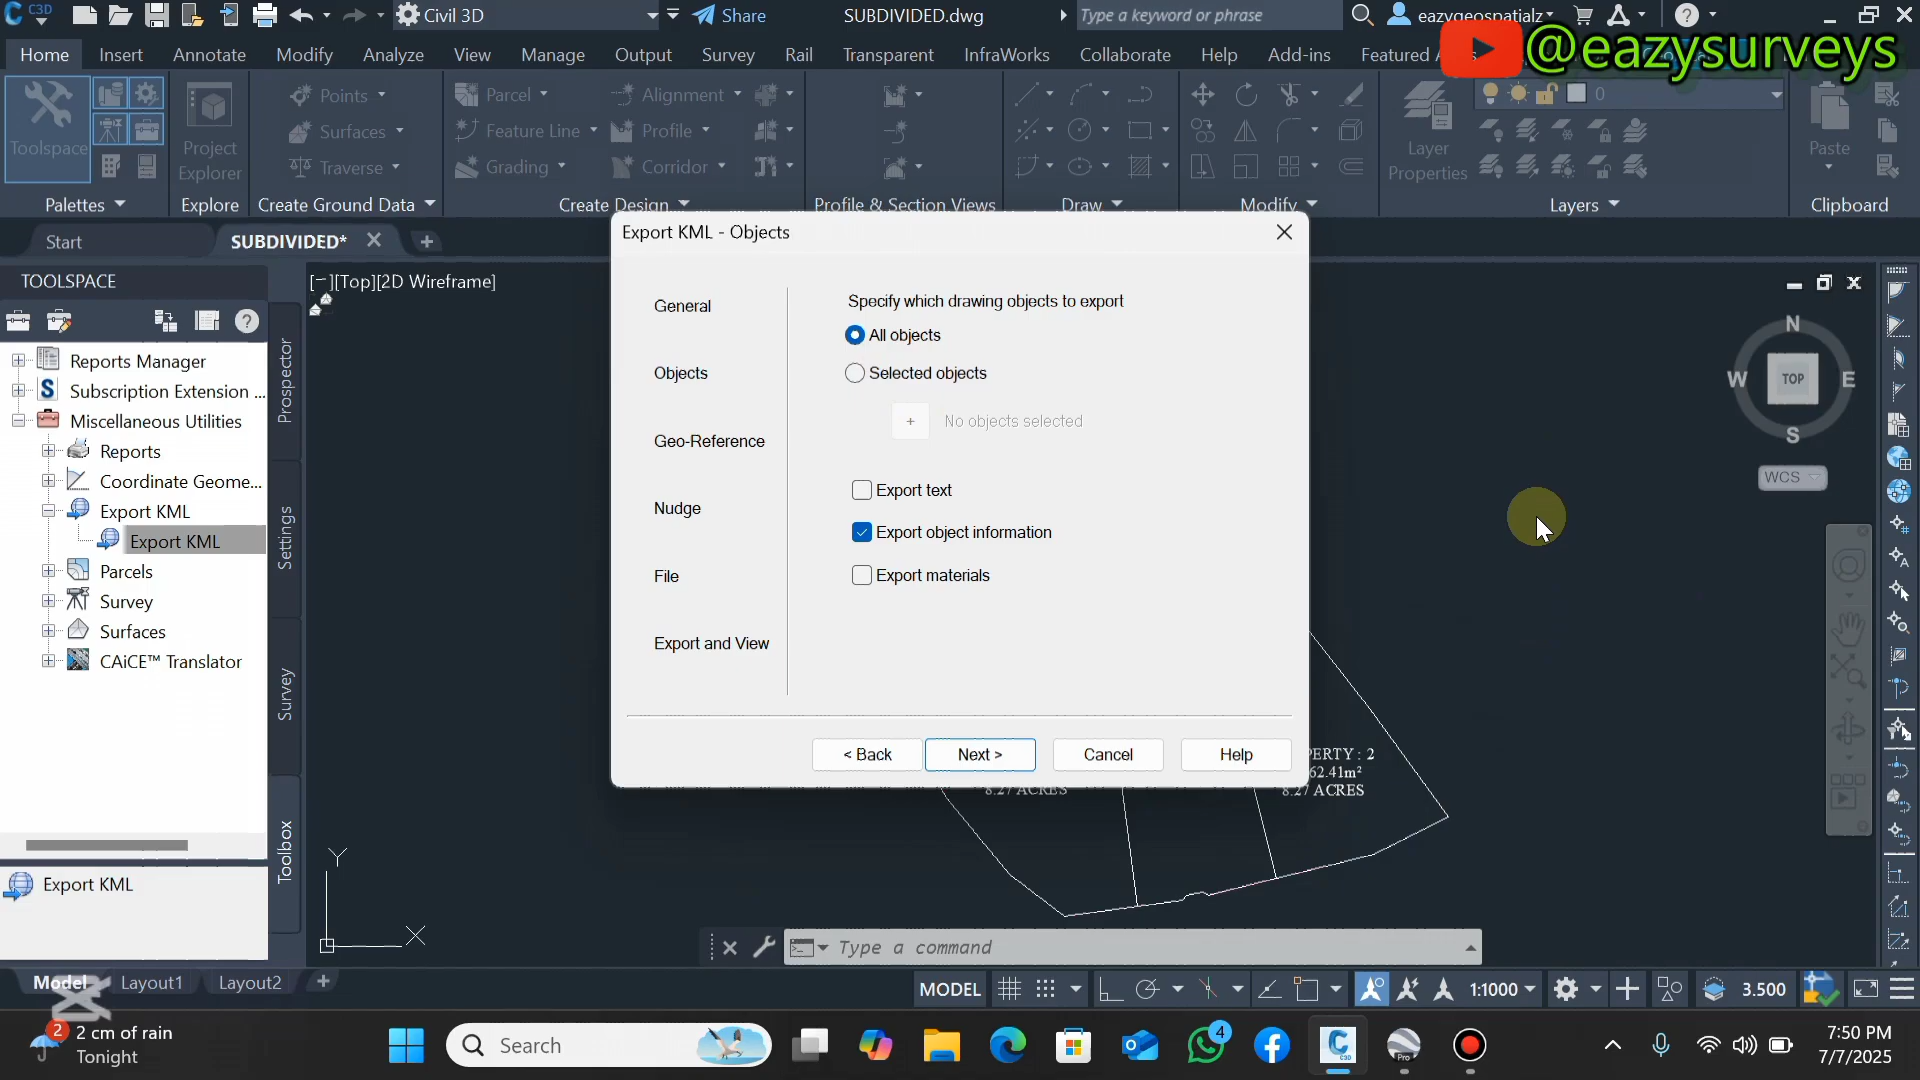 C3D
Civil 3D
Share
SUBDIVIDED.dwg
Type a keyword or phrase
eazygeospatialz
Home
Insert
Annotate
Modify
Analyze
View
Manage
Output
Survey
Rail
Transparent
InfraWorks
Collaborate
Help
Add-ins
Featured
@eazysurveys
Toolspace
Project
Explorer
Points
Surfaces
Traverse
Parcel
Feature Line
Grading
Alignment
Profile
Corridor
Layer
Properties
0
Paste
Palettes
Explore
Create Ground Data
Create Design
Profile & Section Views
Draw
Modify
Layers
Clipboard
Start
SUBDIVIDED*
TOOLSPACE
[−][Top][2D Wireframe]
Reports Manager
Subscription Extension ...
Miscellaneous Utilities
Reports
Coordinate Geome...
Export KML
Export KML
Parcels
Survey
Surfaces
CAiCE™ Translator
Export KML
Prospector
Settings
Survey
Toolbox
Export KML - Objects
General
Objects
Geo-Reference
Nudge
File
Export and View
Specify which drawing objects to export
All objects
Selected objects
+ No objects selected
Export text
Export object information
Export materials
< Back
Next >
Cancel
Help
N
W
TOP
E
S
WCS
PERTY : 2
62.41m²
8.27 ACRES
8.27 ACRES
Y
X
Type a command
Model
Layout1
Layout2
MODEL
1:1000
3.500
2
2 cm of rain
Tonight
Search
4
Pro
7:50 PM
7/7/2025